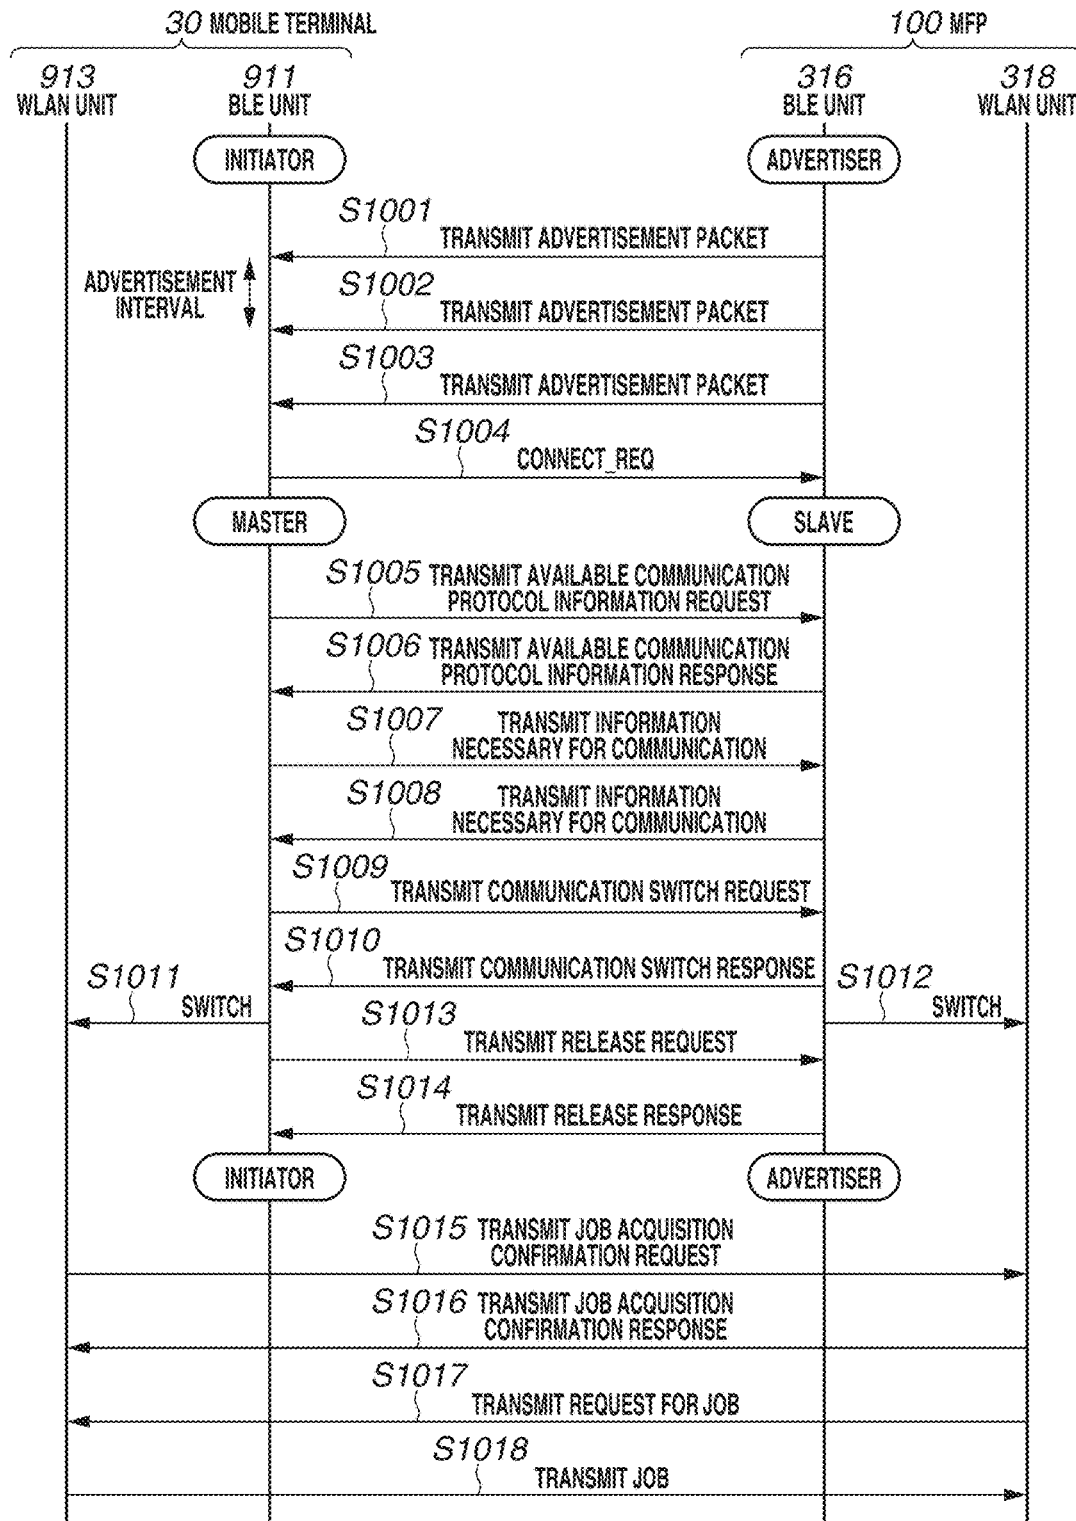 30 MOBILE TERMINAL
100 MFP
913
WLAN UNIT
911
BLE UNIT
316
BLE UNIT
318
WLAN UNIT
INITIATOR
ADVERTISER
S1001
TRANSMIT ADVERTISEMENT PACKET
ADVERTISEMENT
INTERVAL
S1002
TRANSMIT ADVERTISEMENT PACKET
S1003
TRANSMIT ADVERTISEMENT PACKET
S1004
CONNECT_REQ
MASTER
SLAVE
S1005 TRANSMIT AVAILABLE COMMUNICATION
PROTOCOL INFORMATION REQUEST
S1006 TRANSMIT AVAILABLE COMMUNICATION
PROTOCOL INFORMATION RESPONSE
S1007 TRANSMIT INFORMATION
NECESSARY FOR COMMUNICATION
S1008 TRANSMIT INFORMATION
NECESSARY FOR COMMUNICATION
S1009
TRANSMIT COMMUNICATION SWITCH REQUEST
S1010
TRANSMIT COMMUNICATION SWITCH RESPONSE
S1011
SWITCH
S1012
SWITCH
S1013
TRANSMIT RELEASE REQUEST
S1014
TRANSMIT RELEASE RESPONSE
INITIATOR
ADVERTISER
S1015 TRANSMIT JOB ACQUISITION
CONFIRMATION REQUEST
S1016 TRANSMIT JOB ACQUISITION
CONFIRMATION RESPONSE
S1017
TRANSMIT REQUEST FOR JOB
S1018
TRANSMIT JOB